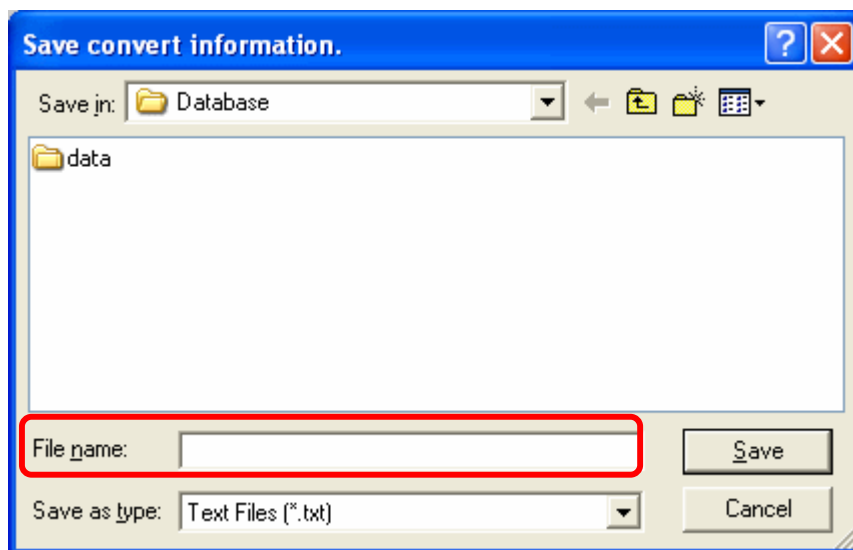 Save convert information.
Save in: Database
data
File name:
Save
Save as type: Text Files (*.txt)
Cancel